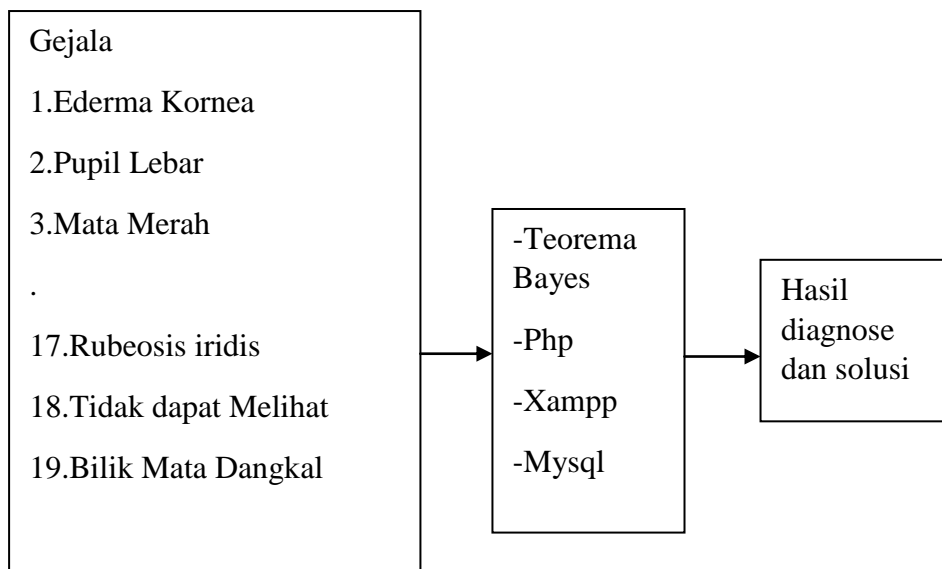 Gejala
1.Ederma Kornea
2.Pupil Lebar
3.Mata Merah
.
17.Rubeosis iridis
18.Tidak dapat Melihat
19.Bilik Mata Dangkal
-Teorema
Bayes
-Php
-Xampp
-Mysql
Hasil
diagnose
dan solusi